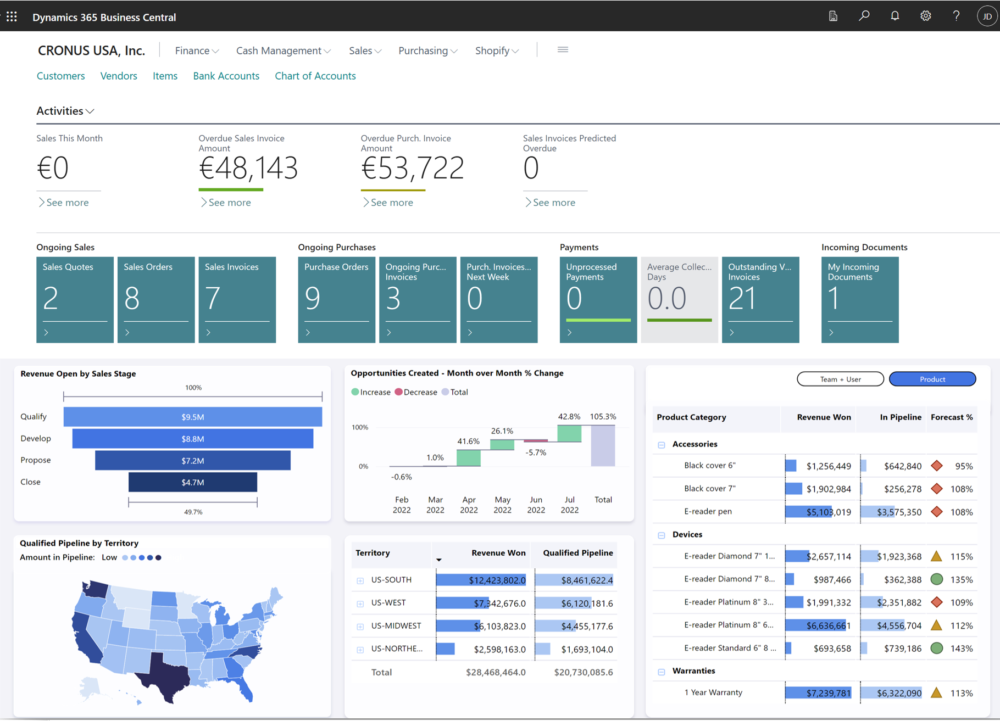 Dynamics 365 Business Central
JD
CRONUS USA, Inc.
Finance
Cash Management
Sales
Purchasing
Shopify
Customers
Vendors
Items
Bank Accounts
Chart of Accounts
Activities
Sales This Month
€0
See more
Overdue Sales Invoice
Amount
€48,143
See more
Overdue Purch. Invoice
Amount
€53,722
See more
Sales Invoices Predicted
Overdue
0
See more
Ongoing Sales
Sales Quotes
2
Sales Orders
8
Sales Invoices
7
Ongoing Purchases
Purchase Orders
9
Ongoing Purc...
Invoices
3
Purch. Invoices...
Next Week
0
Payments
Unprocessed
Payments
0
Average Collec...
Days
0.0
Outstanding V...
Invoices
21
Incoming Documents
My Incoming
Documents
1
Revenue Open by Sales Stage
100%
Qualify $9.5M
Develop $8.8M
Propose $7.2M
Close $4.7M
49.7%
Opportunities Created - Month over Month % Change
Increase Decrease Total
100%
0%
-0.6%
1.0%
41.6%
26.1%
-5.7%
42.8%
105.3%
Feb
2022
Mar
2022
Apr
2022
May
2022
Jun
2022
Jul
2022
Total
Team + User
Product
Product Category Revenue Won In Pipeline Forecast %
Accessories
Black cover 6" $1,256,449 $642,840 95%
Black cover 7" $1,902,984 $256,278 108%
E-reader pen $5,103,019 $3,575,350 108%
Devices
E-reader Diamond 7" 1... $2,657,114 $1,923,368 115%
E-reader Diamond 7" 8... $987,466 $362,388 135%
E-reader Platinum 8" 3... $1,991,332 $2,351,882 109%
E-reader Platinum 8" 6... $6,636,661 $4,556,704 112%
E-reader Standard 6" 8 ... $693,658 $739,186 143%
Warranties
1 Year Warranty $7,239,781 $6,322,090 113%
Qualified Pipeline by Territory
Amount in Pipeline: Low
Territory Revenue Won Qualified Pipeline
US-SOUTH $12,423,802.0 $8,461,622.4
US-WEST $7,342,676.0 $6,120,181.6
US-MIDWEST $6,103,823.0 $4,455,177.6
US-NORTHE... $2,598,163.0 $1,693,104.0
Total $28,468,464.0 $20,730,085.6